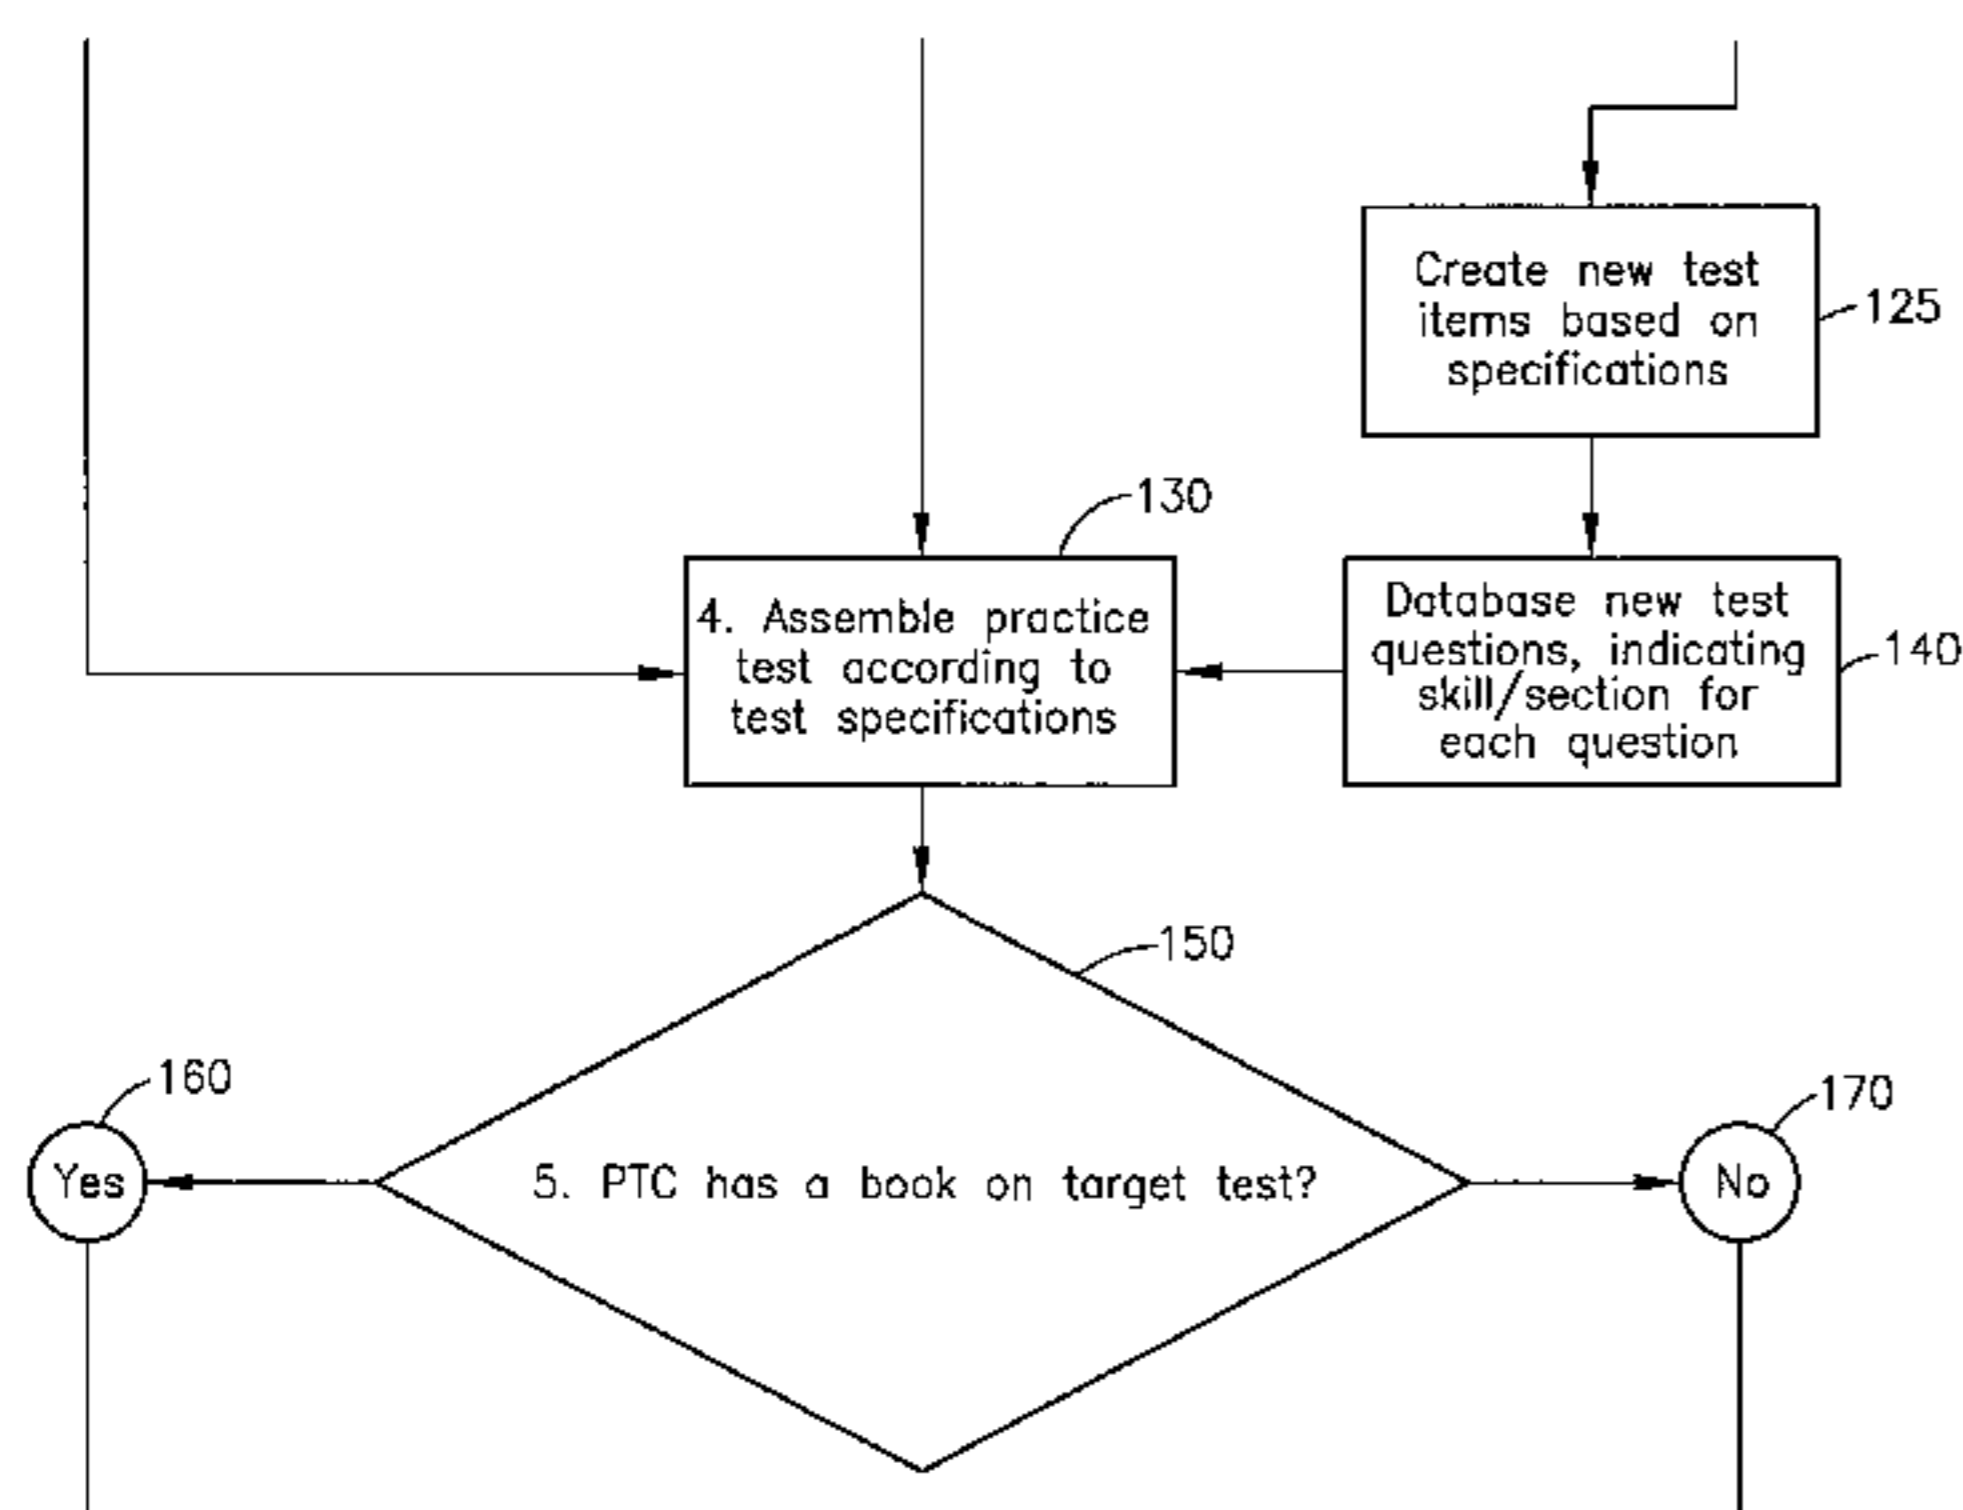 Create new test
items based on
specifications
125
130
4. Assemble practice
test according to
test specifications
Database new test
questions, indicating
skill/section for
each question
140
150
5. PTC has a book on target test?
160
Yes
170
No